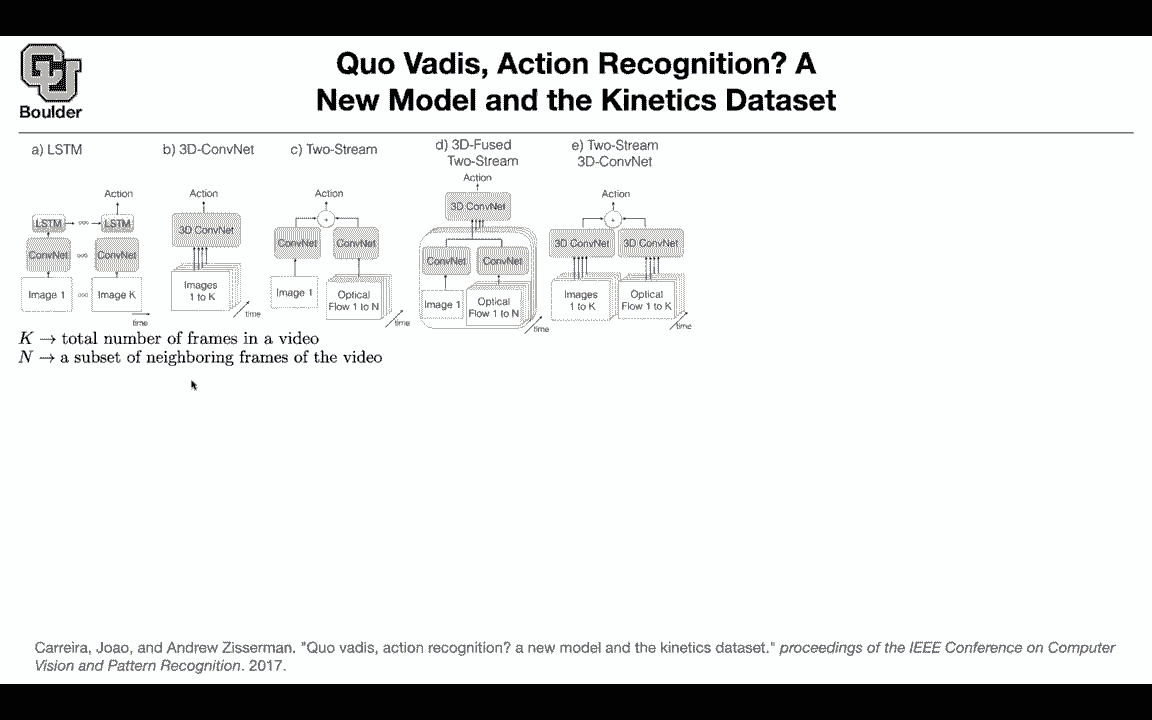 Boulder
Quo Vadis, Action Recognition? A
New Model and the Kinetics Dataset
a) LSTM
Action
LSTM
LSTM
ConvNet
ConvNet
Image 1
Image K
time
b) 3D-ConvNet
Action
3D ConvNet
Images
1 to K
time
c) Two-Stream
Action
+
ConvNet
ConvNet
Image 1
Optical
Flow 1 to N
time
d) 3D-Fused
Two-Stream
Action
3D ConvNet
ConvNet
ConvNet
Image 1
Optical
Flow 1 to N
time
e) Two-Stream
3D-ConvNet
Action
+
3D ConvNet
3D ConvNet
Images
1 to K
Optical
Flow 1 to K
time
K → total number of frames in a video
N → a subset of neighboring frames of the video
Carreira, Joao, and Andrew Zisserman. "Quo vadis, action recognition? a new model and the kinetics dataset." proceedings of the IEEE Conference on Computer
Vision and Pattern Recognition. 2017.